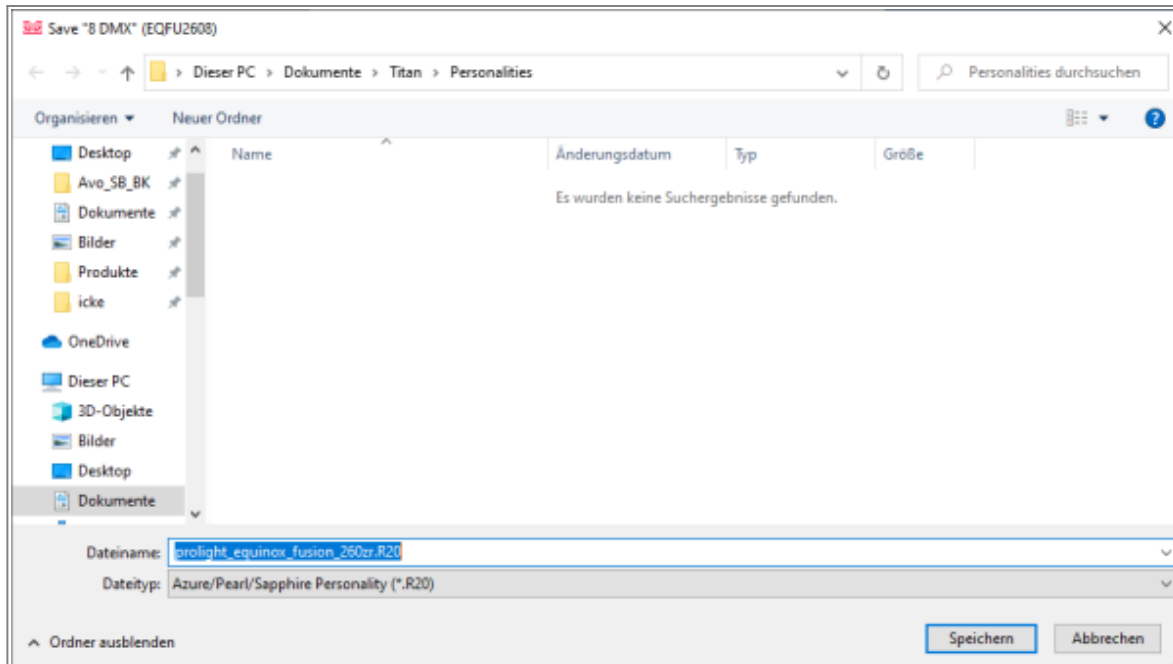 Save "8 DMX" (EQFU2608)
Dieser PC > Dokumente > Titan > Personalities
Personalities durchsuchen
Organisieren
Neuer Ordner
Name
Änderungsdatum
Typ
Größe
Es wurden keine Suchergebnisse gefunden.
Desktop
Avo_SB_BK
Dokumente
Bilder
Produkte
icke
OneDrive
Dieser PC
3D-Objekte
Bilder
Desktop
Dokumente
Dateiname: prolight_equinox_fusion_260zr.R20
Dateityp: Azure/Pearl/Sapphire Personality (*.R20)
Ordner ausblenden
Speichern
Abbrechen